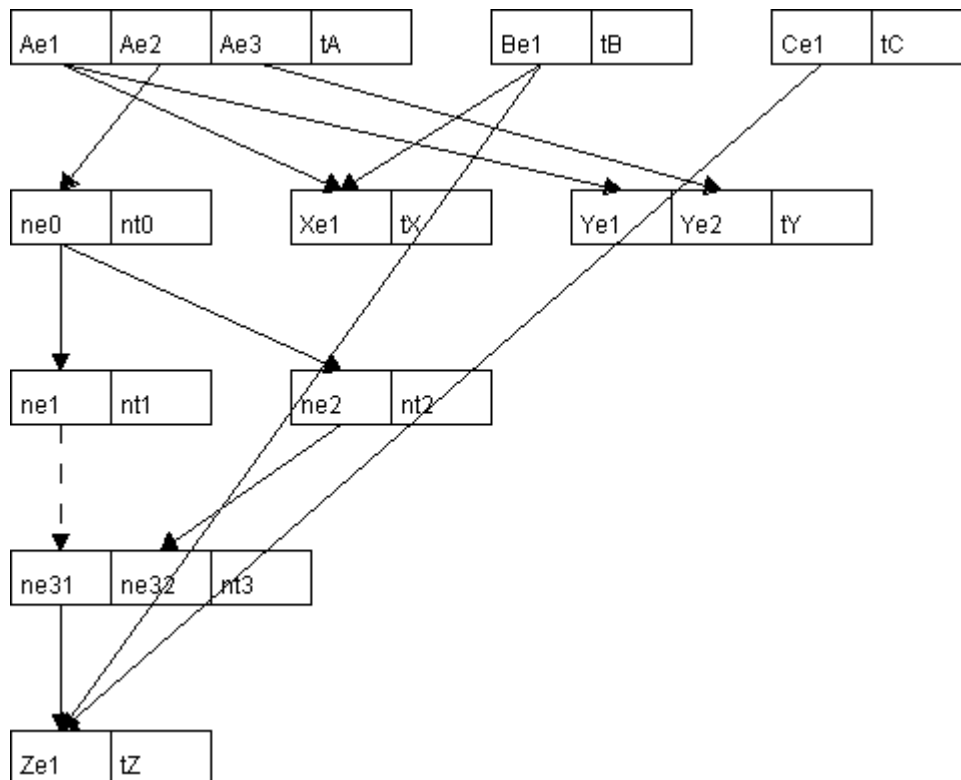 Ae1 Ae2 Ae3 tA Be1 tB Ce1 tC
ne0 nt0 Xe1 tX Ye1 Ye2 tY
ne1 nt1 ne2 nt2
ne31 ne32 nt3
Ze1 tZ